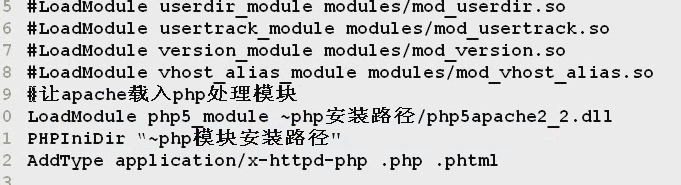 5 #LoadModule userdir_module modules/mod_userdir.so
6 #LoadModule usertrack_module modules/mod_usertrack.so
7 #LoadModule version_module modules/mod_version.so
8 #LoadModule vhost_alias_module modules/mod_vhost_alias.so
9 #让apache载入php处理模块
0 LoadModule php5_module ~php安装路径/php5apache2_2.dll
1 PHPIniDir "~php模块安装路径"
2 AddType application/x-httpd-php .php .phtml
3